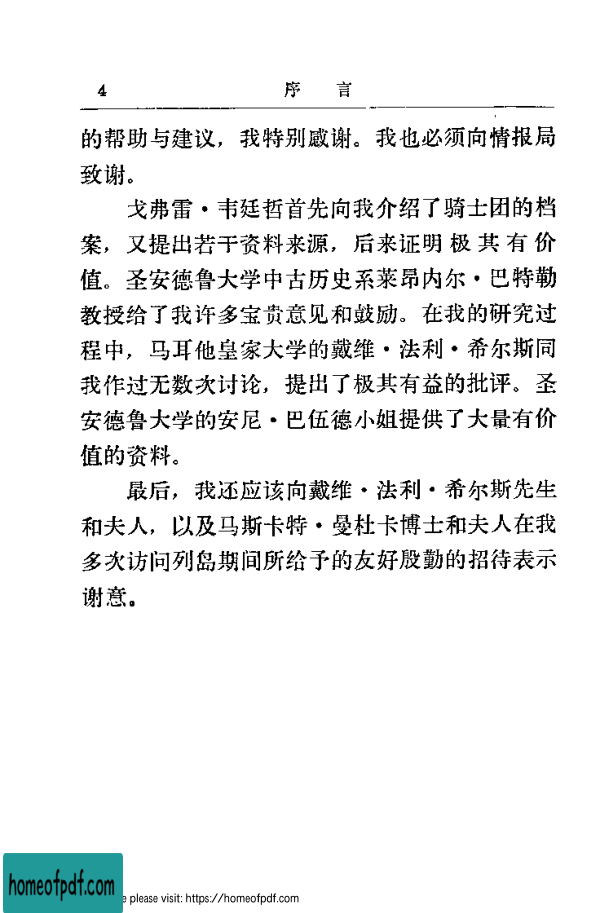 4 序 言
的帮助与建议，我特别感谢。我也必须向情报局
致谢。
戈弗雷·韦廷哲首先向我介绍了骑士团的档
案，又提出若干资料来源，后来证明极其有价
值。圣安德鲁大学中古历史系莱昂内尔·巴特勒
教授给了我许多宝贵意见和鼓励。在我的研究过
程中，马耳他皇家大学的戴维·法利·希尔斯同
我作过无数次讨论，提出了极其有益的批评。圣
安德鲁大学的安尼·巴伍德小姐提供了大量有价
值的资料。
最后，我还应该向戴维·法利·希尔斯先生
和夫人，以及马斯卡特·曼杜卡博士和夫人在我
多次访问列岛期间所给予的友好殷勤的招待表示
谢意。
homeofpdf.com
e please visit: https://homeofpdf.com